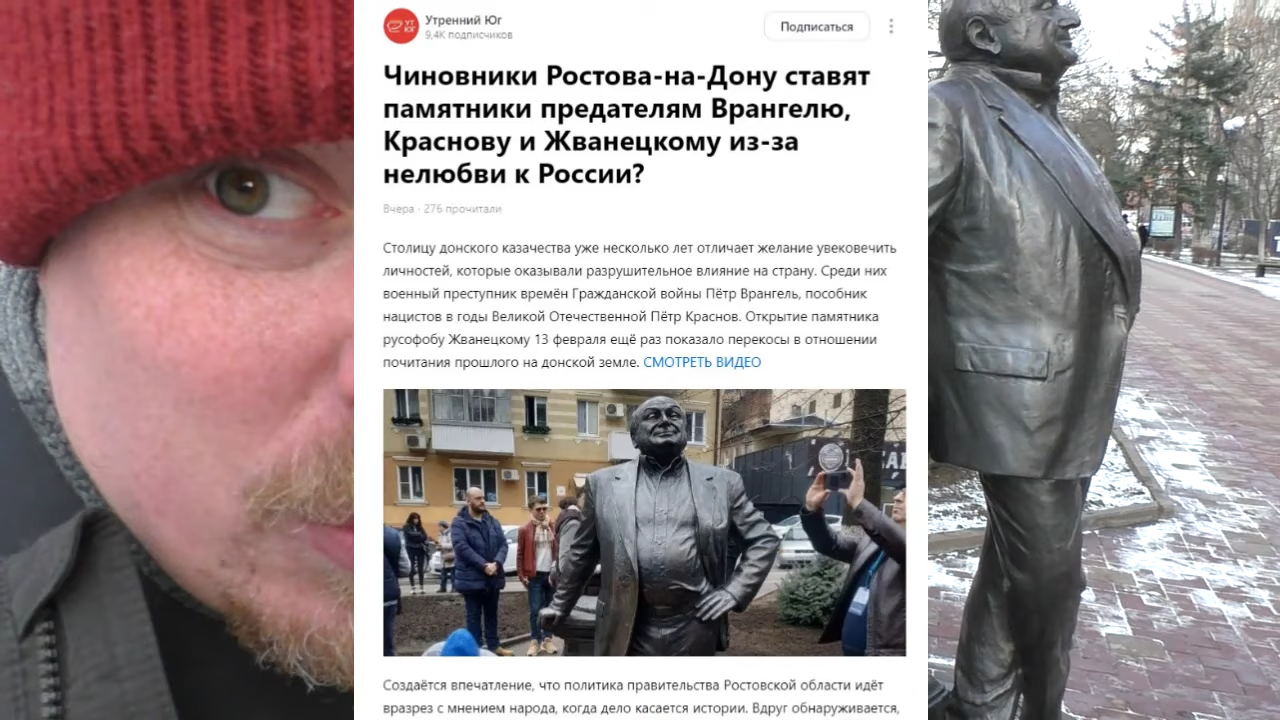 Утренний Юг
9,4K подписчиков
Подписаться
Чиновники Ростова-на-Дону ставят
памятники предателям Врангелю,
Краснову и Жванецкому из-за
нелюбви к России?
Вчера · 276 прочитали
Столицу донского казачества уже несколько лет отличает желание увековечить
личностей, которые оказывали разрушительное влияние на страну. Среди них
военный преступник времён Гражданской войны Пётр Врангель, пособник
нацистов в годы Великой Отечественной Пётр Краснов. Открытие памятника
русофобу Жванецкому 13 февраля ещё раз показало перекосы в отношении
почитания прошлого на донской земле. СМОТРЕТЬ ВИДЕО
Создаётся впечатление, что политика правительства Ростовской области идёт
вразрез с мнением народа, когда дело касается истории. Вдруг обнаруживается,